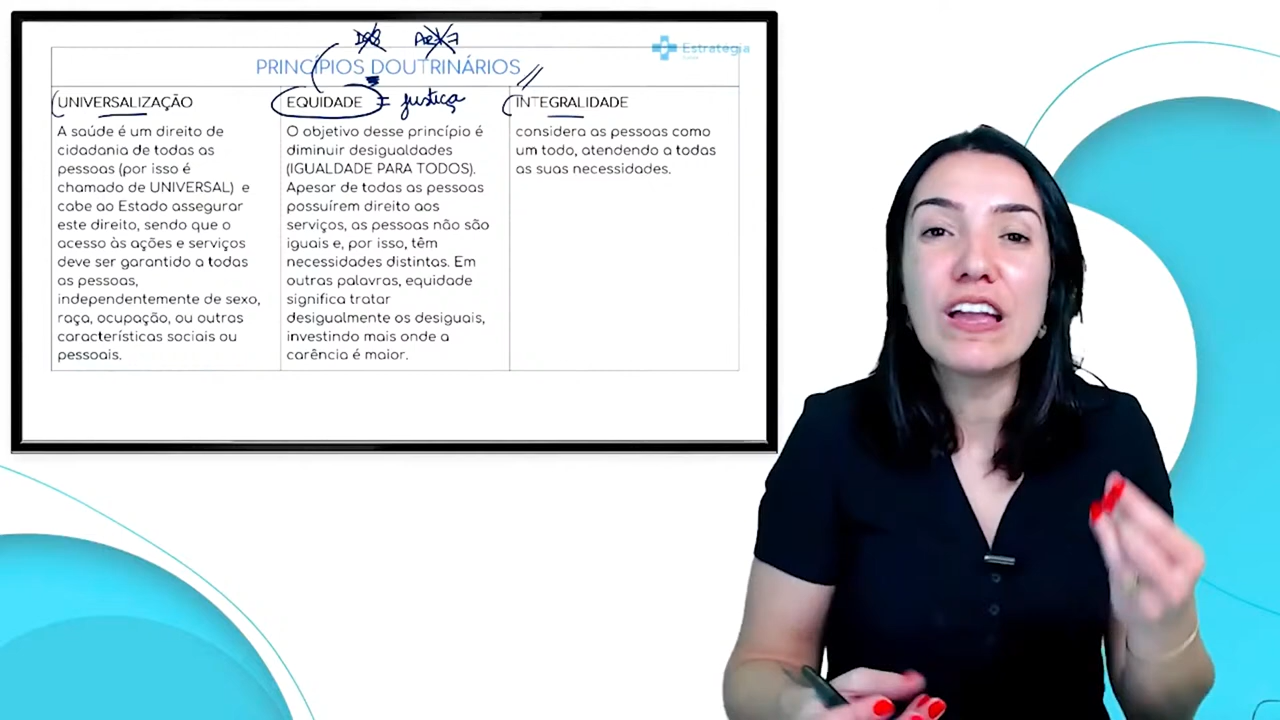 Estratégia
PRINCÍPIOS DOUTRINÁRIOS
UNIVERSALIZAÇÃO
A saúde é um direito de
cidadania de todas as
pessoas (por isso é
chamado de UNIVERSAL) e
cabe ao Estado assegurar
este direito, sendo que o
acesso às ações e serviços
deve ser garantido a todas
as pessoas,
independentemente de sexo,
raça, ocupação, ou outras
características sociais ou
pessoais.
EQUIDADE = justiça
O objetivo desse princípio é
diminuir desigualdades
(IGUALDADE PARA TODOS).
Apesar de todas as pessoas
possuírem direito aos
serviços, as pessoas não são
iguais e, por isso, têm
necessidades distintas. Em
outras palavras, equidade
significa tratar
desigualmente os desiguais,
investindo mais onde a
carência é maior.
INTEGRALIDADE
considera as pessoas como
um todo, atendendo a todas
as suas necessidades.